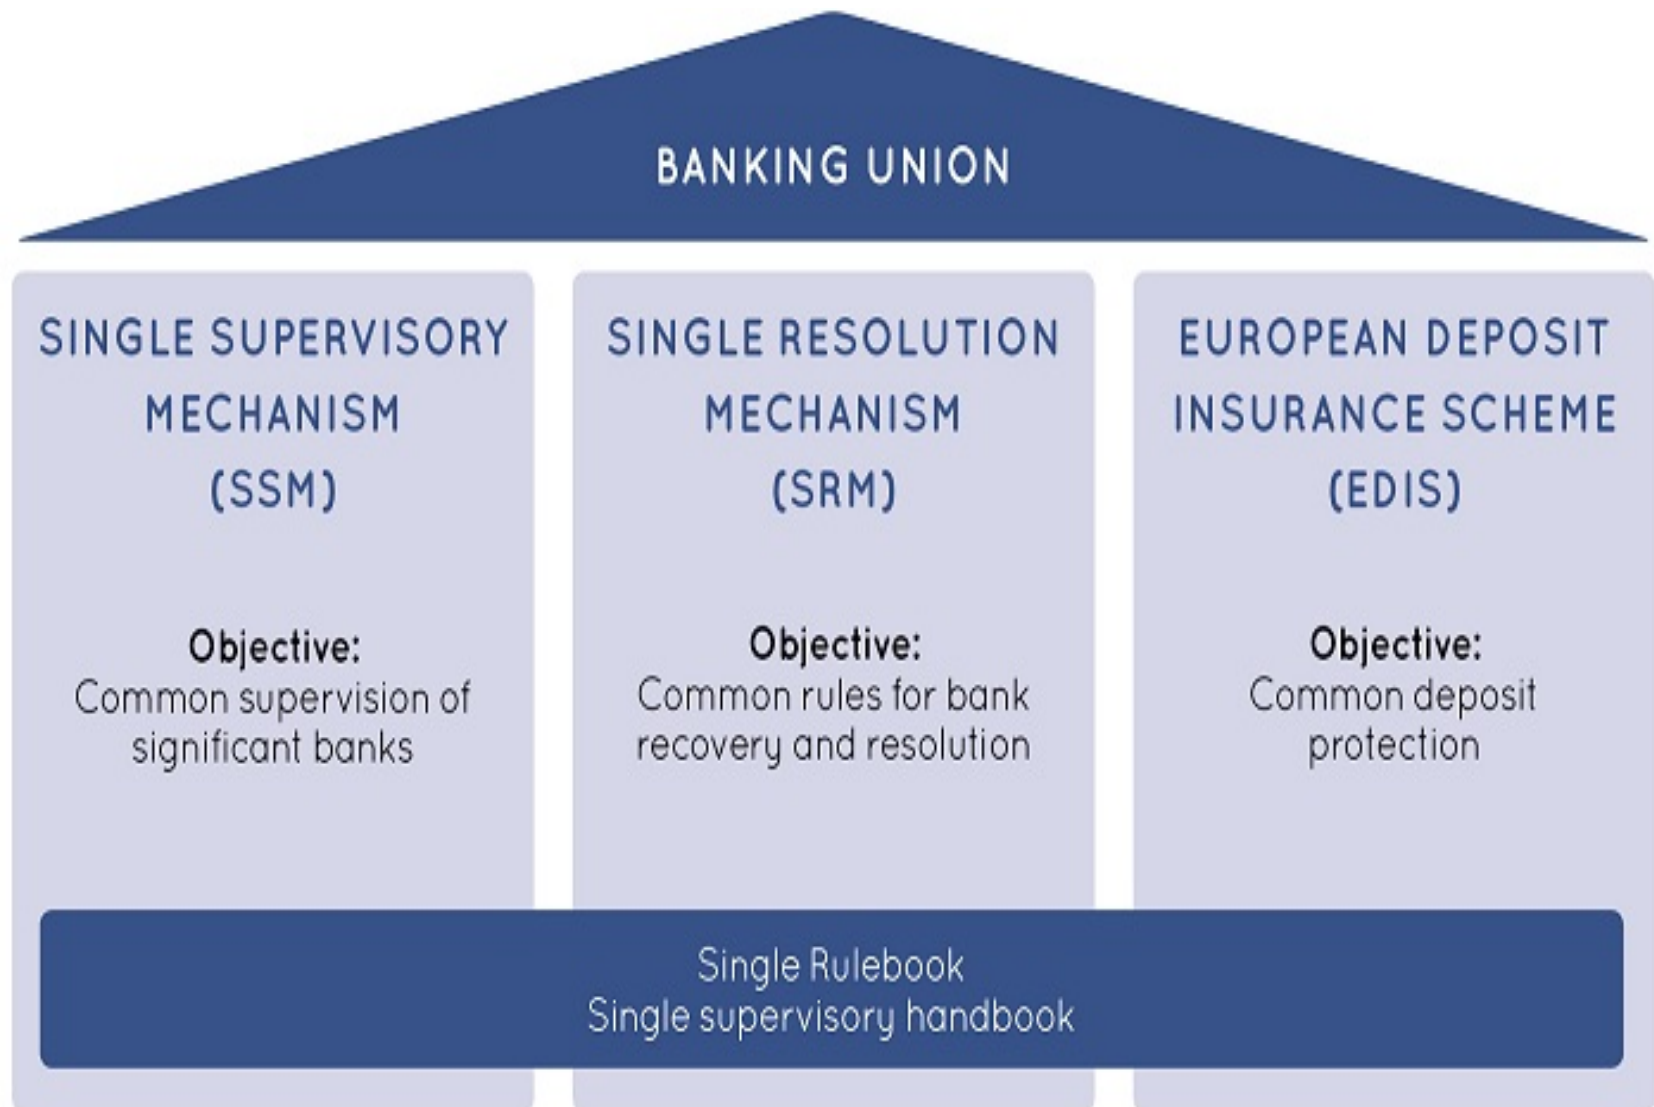 BANKING UNION
SINGLE SUPERVISORY
MECHANISM
(SSM)
Objective:
Common supervision of
significant banks
SINGLE RESOLUTION
MECHANISM
(SRM)
Objective:
Common rules for bank
recovery and resolution
EUROPEAN DEPOSIT
INSURANCE SCHEME
(EDIS)
Objective:
Common deposit
protection
Single Rulebook
Single supervisory handbook